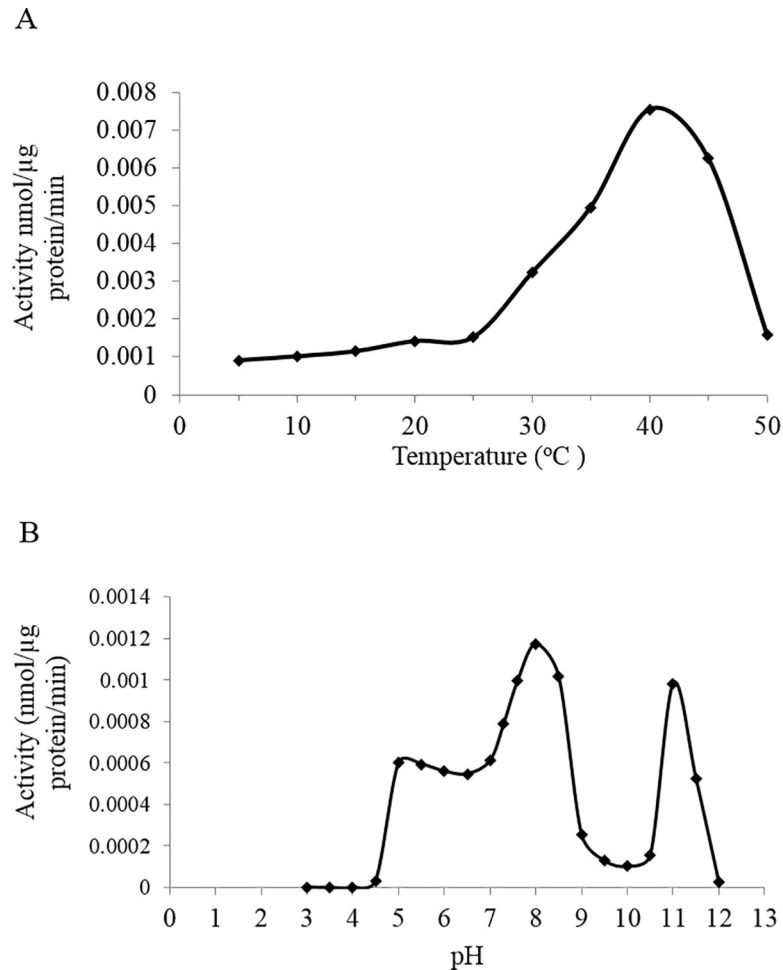 A
Activity nmol/µg
protein/min
0.008
0.007
0.006
0.005
0.004
0.003
0.002
0.001
0
0 10 20 30 40 50
Temperature (ºC )
B
Activity (nmol/µg
protein/min)
0.0014
0.0012
0.001
0.0008
0.0006
0.0004
0.0002
0
0 1 2 3 4 5 6 7 8 9 10 11 12 13
pH